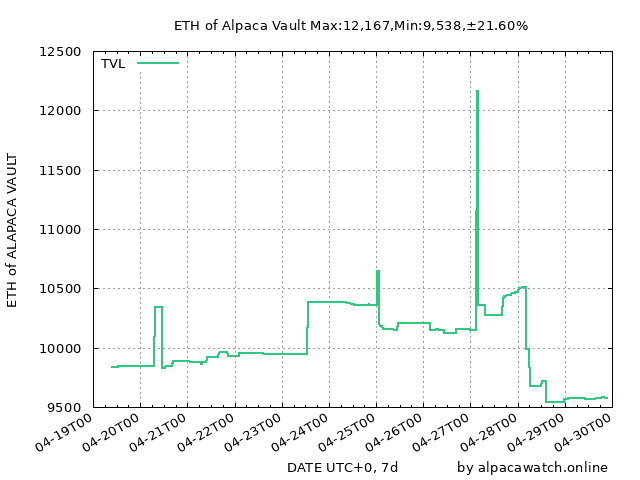 ETH of Alpaca Vault Max:12,167,Min:9,538,±21.60%
TVL
12500
12000
11500
11000
10500
10000
9500
ETH of ALAPACA VAULT
04-19T00
04-20T00
04-21T00
04-22T00
04-23T00
04-24T00
04-25T00
04-26T00
04-27T00
04-28T00
04-29T00
04-30T00
DATE UTC+0, 7d
by alpacawatch.online